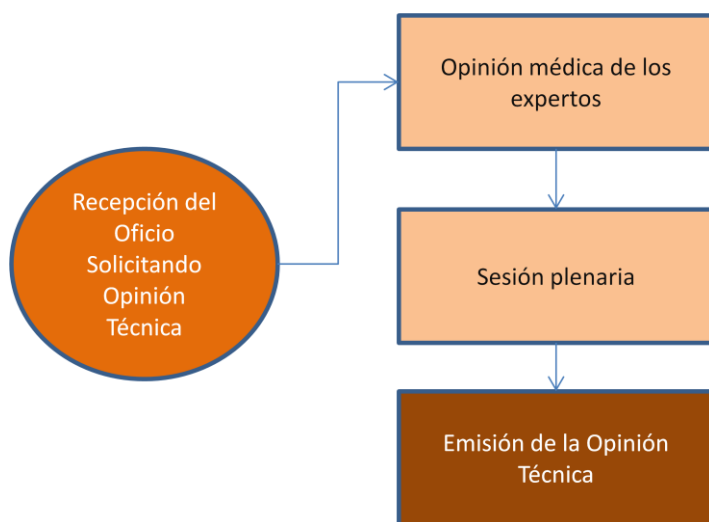 Recepción del
Oficio
Solicitando
Opinión
Técnica
Opinión médica de los
expertos
Sesión plenaria
Emisión de la Opinión
Técnica